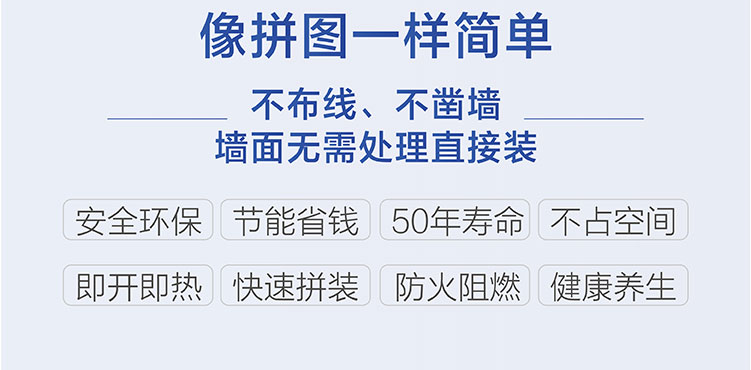 像拼图一样简单
不布线、不凿墙
墙面无需处理直接装
安全环保 节能省钱 50年寿命 不占空间
即开即热 快速拼装 防火阻燃 健康养生